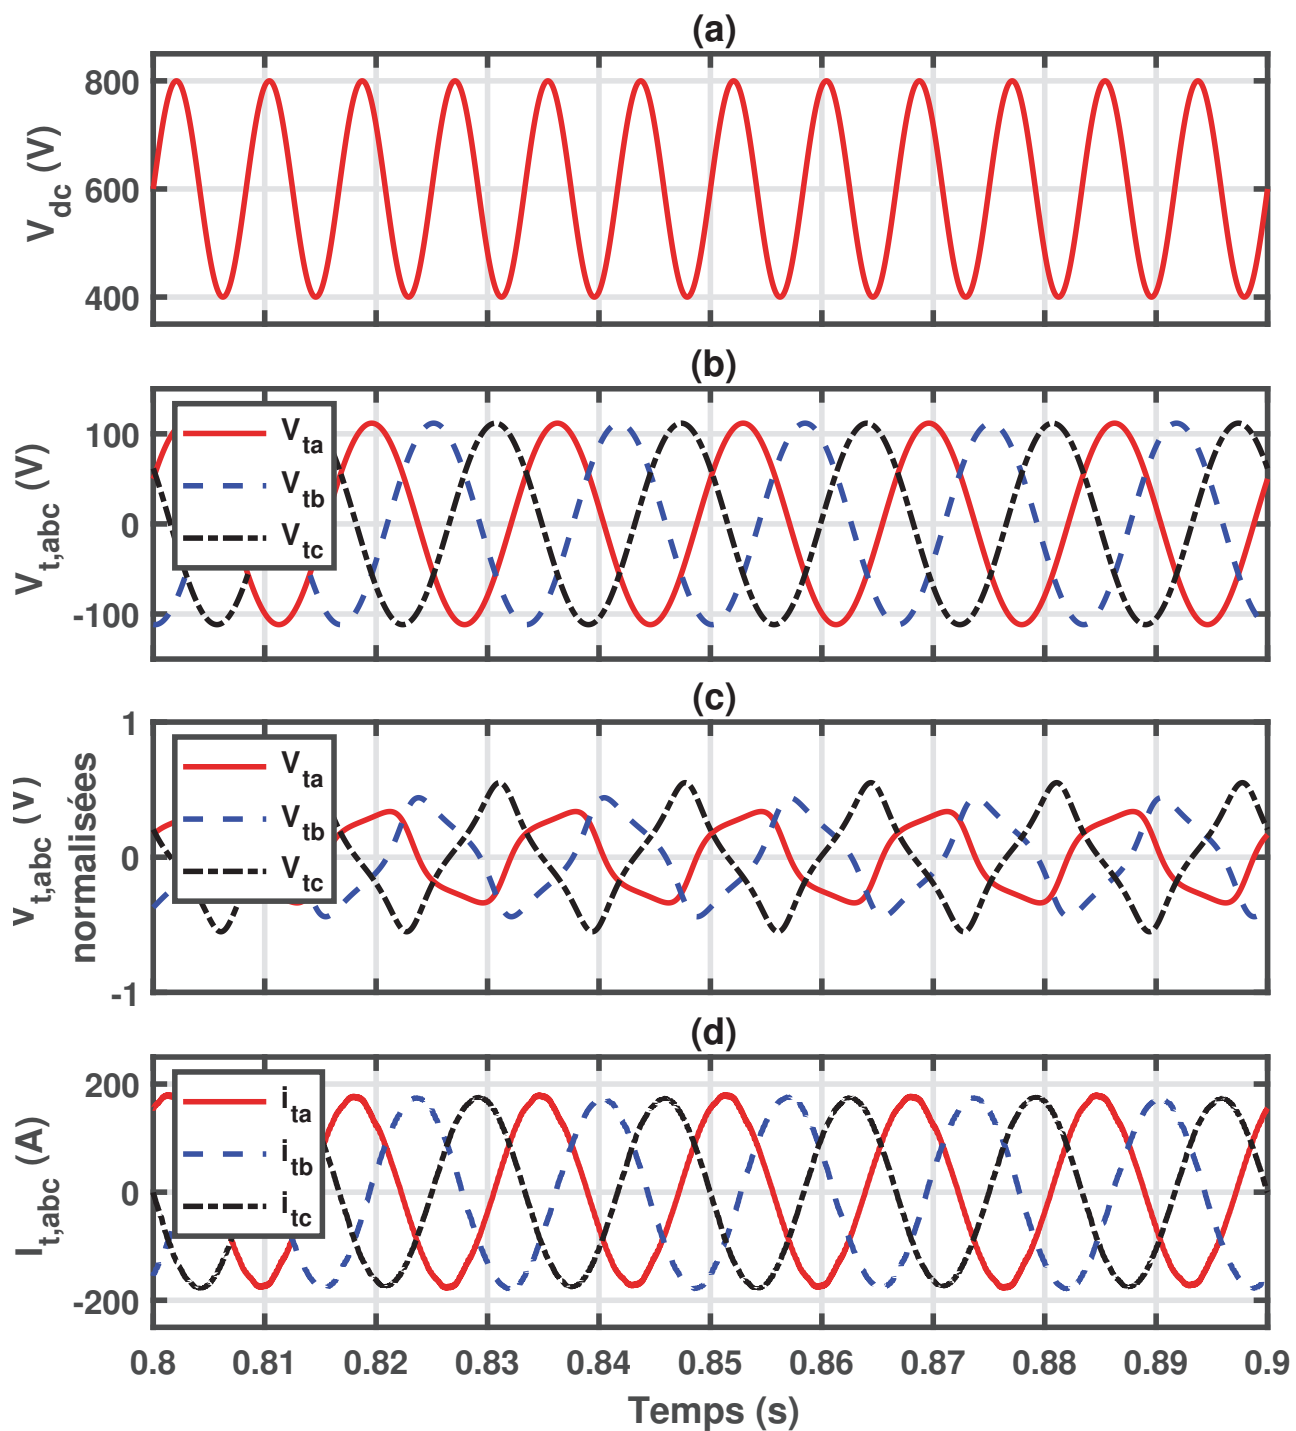 (a)
V_dc (V)
800
600
400
(b)
V_t,abc (V)
100
0
-100
V_ta
V_tb
V_tc
(c)
v_t,abc (V)
normalisées
1
0
-1
V_ta
V_tb
V_tc
(d)
I_t,abc (A)
200
0
-200
i_ta
i_tb
i_tc
0.8 0.81 0.82 0.83 0.84 0.85 0.86 0.87 0.88 0.89 0.9
Temps (s)